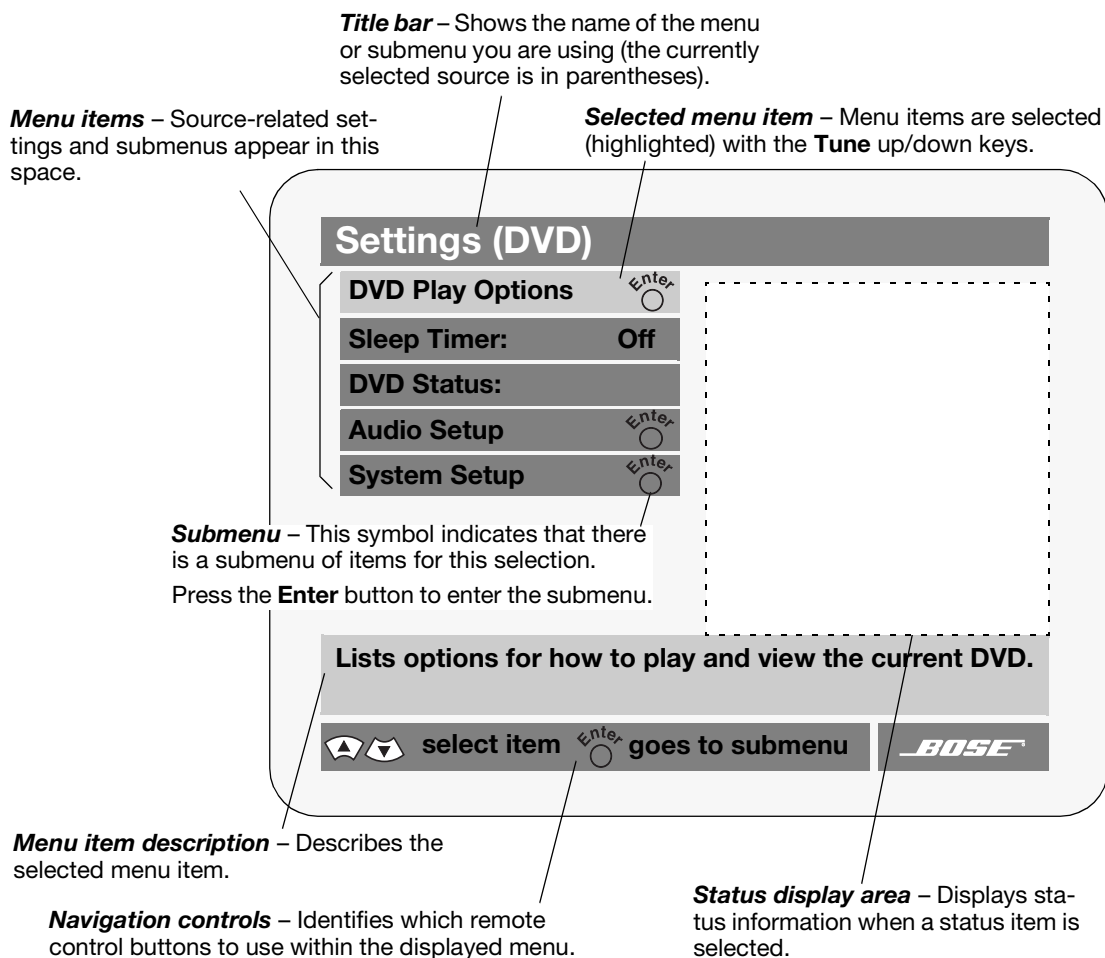 Title bar – Shows the name of the menu
or submenu you are using (the currently
selected source is in parentheses).
Menu items – Source-related set-
tings and submenus appear in this
space.
Selected menu item – Menu items are selected
(highlighted) with the Tune up/down keys.
Settings (DVD)
DVD Play Options Enter
Sleep Timer: Off
DVD Status:
Audio Setup Enter
System Setup Enter
Submenu – This symbol indicates that there
is a submenu of items for this selection.
Press the Enter button to enter the submenu.
Lists options for how to play and view the current DVD.
select item Enter goes to submenu BOSE
Menu item description – Describes the
selected menu item.
Navigation controls – Identifies which remote
control buttons to use within the displayed menu.
Status display area – Displays sta-
tus information when a status item is
selected.